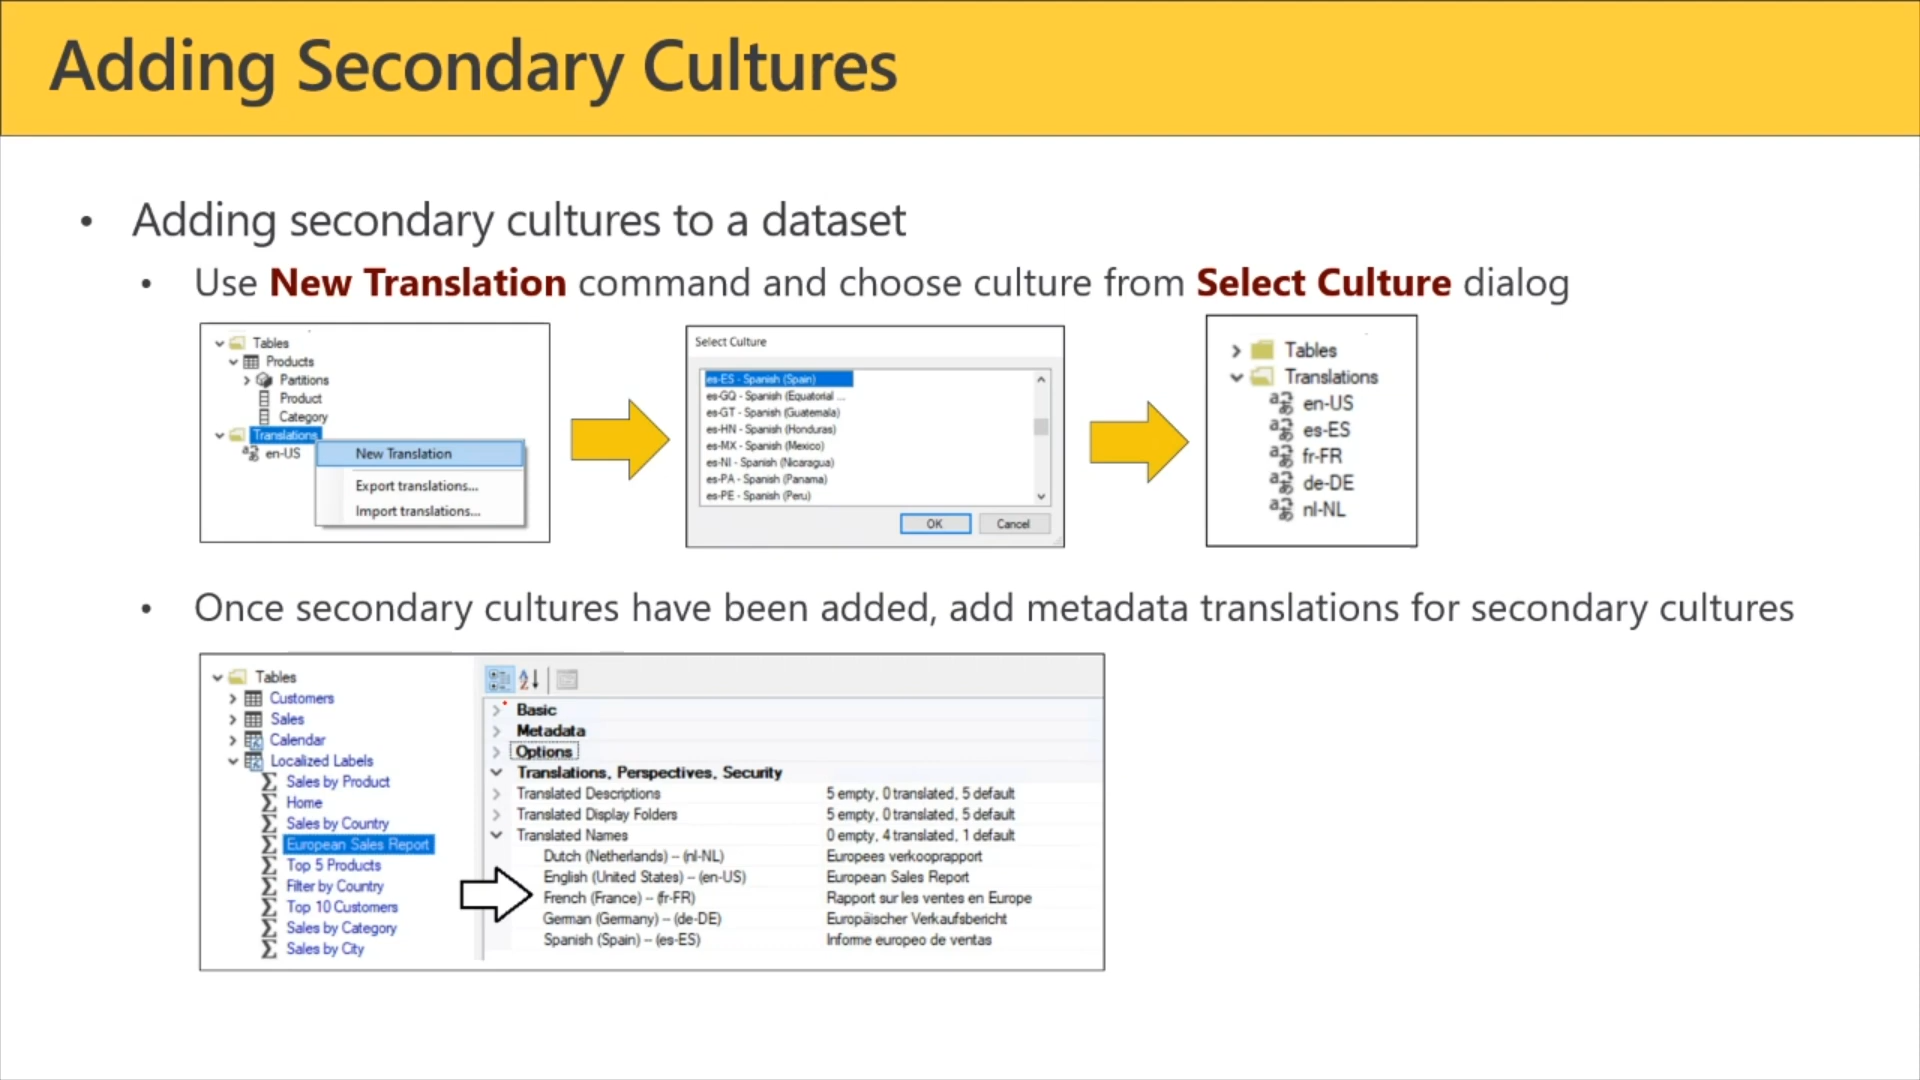 Adding Secondary Cultures
• Adding secondary cultures to a dataset
• Use New Translation command and choose culture from Select Culture dialog
Tables
Products
Partitions
Product
Category
Translations
en-US
New Translation
Export translations...
Import translations...
Select Culture
es-ES - Spanish (Spain)
es-GQ - Spanish (Equatorial ...
es-GT - Spanish (Guatemala)
es-HN - Spanish (Honduras)
es-MX - Spanish (Mexico)
es-NI - Spanish (Nicaragua)
es-PA - Spanish (Panama)
es-PE - Spanish (Peru)
OK Cancel
Tables
Translations
en-US
es-ES
fr-FR
de-DE
nl-NL
• Once secondary cultures have been added, add metadata translations for secondary cultures
Tables
Customers
Sales
Calendar
Localized Labels
Sales by Product
Home
Sales by Country
European Sales Report
Top 5 Products
Filter by Country
Top 10 Customers
Sales by Category
Sales by City
Basic
Metadata
Options
Translations, Perspectives, Security
Translated Descriptions 5 empty, 0 translated, 5 default
Translated Display Folders 5 empty, 0 translated, 5 default
Translated Names 0 empty, 4 translated, 1 default
Dutch (Netherlands) – (nl-NL) Europees verkooprapport
English (United States) – (en-US) European Sales Report
French (France) – (fr-FR) Rapport sur les ventes en Europe
German (Germany) – (de-DE) Europäischer Verkaufsbericht
Spanish (Spain) – (es-ES) Informe europeo de ventas